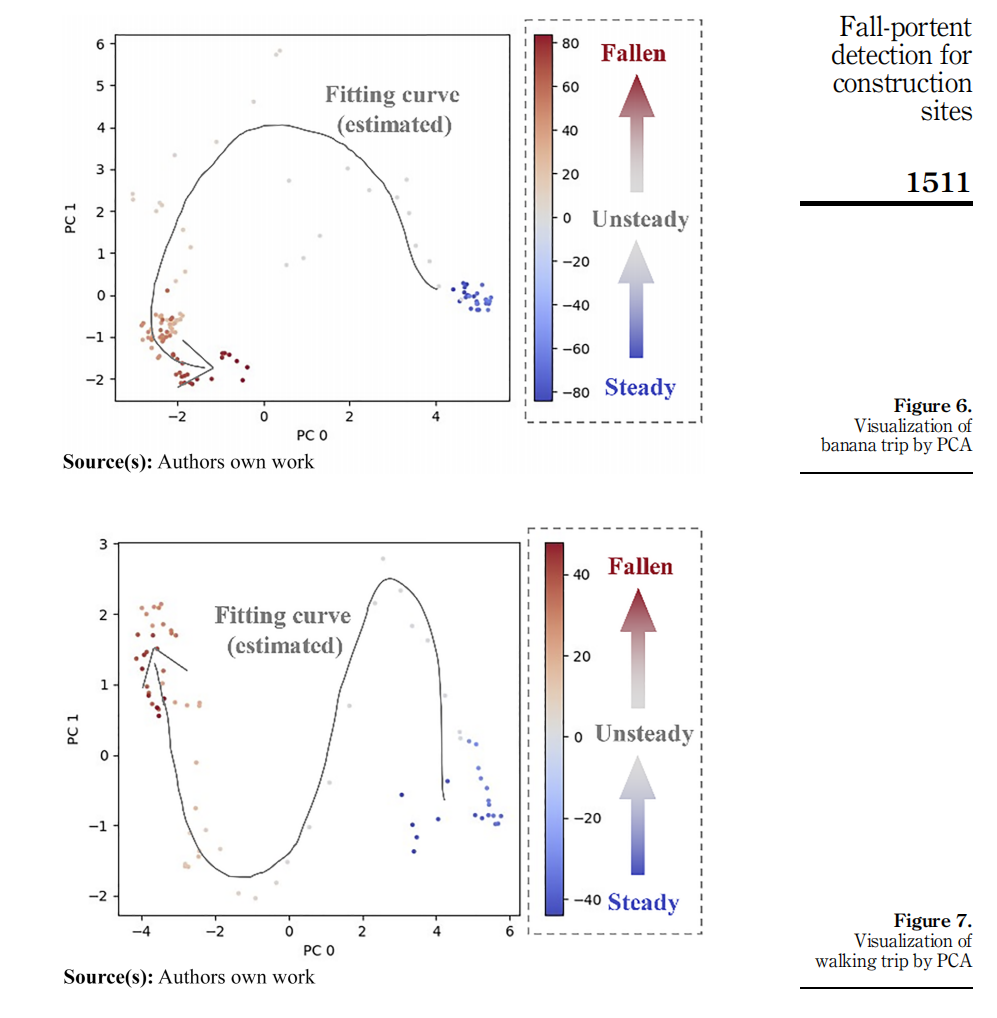 Fall-portent
detection for
construction
sites
1511
6
5
4
3
2
1
0
−1
−2
PC 1
−2
0
2
4
PC 0
Fitting curve
(estimated)
80
60
40
20
0
−20
−40
−60
−80
Fallen
Unsteady
Steady
Source(s): Authors own work
Figure 6.
Visualization of
banana trip by PCA
3
2
1
0
−1
−2
PC 1
−4
−2
0
2
4
6
PC 0
Fitting curve
(estimated)
40
20
0
−20
−40
Fallen
Unsteady
Steady
Source(s): Authors own work
Figure 7.
Visualization of
walking trip by PCA